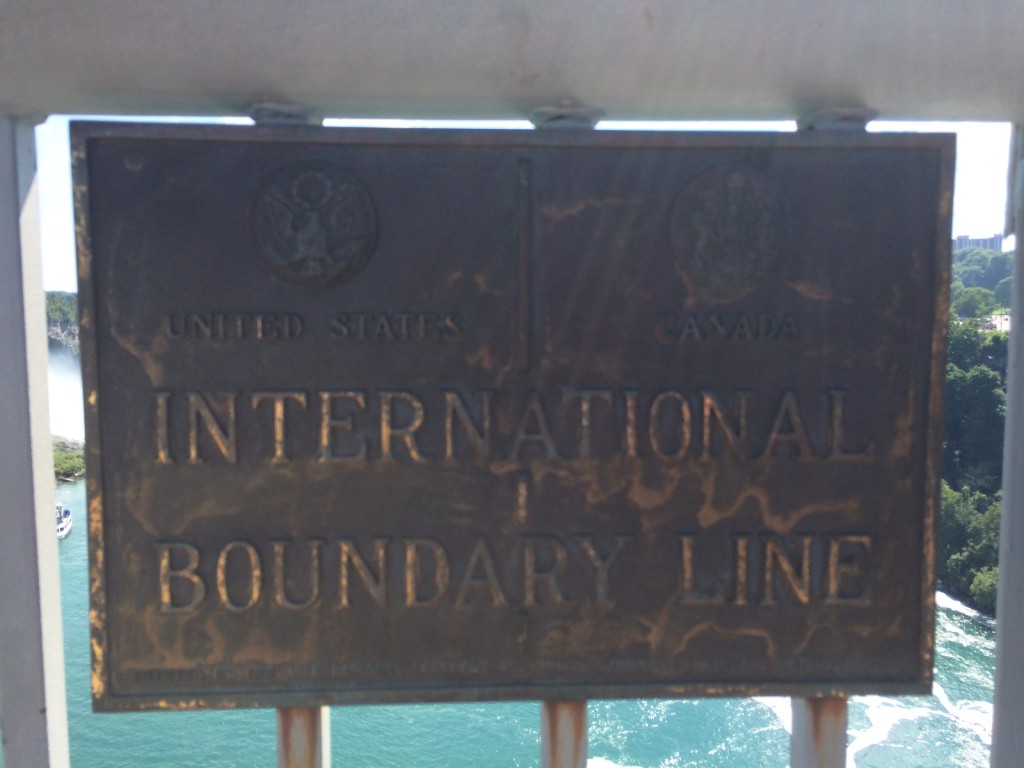 UNITED STATES
CANADA
INTERNATIONAL
BOUNDARY LINE